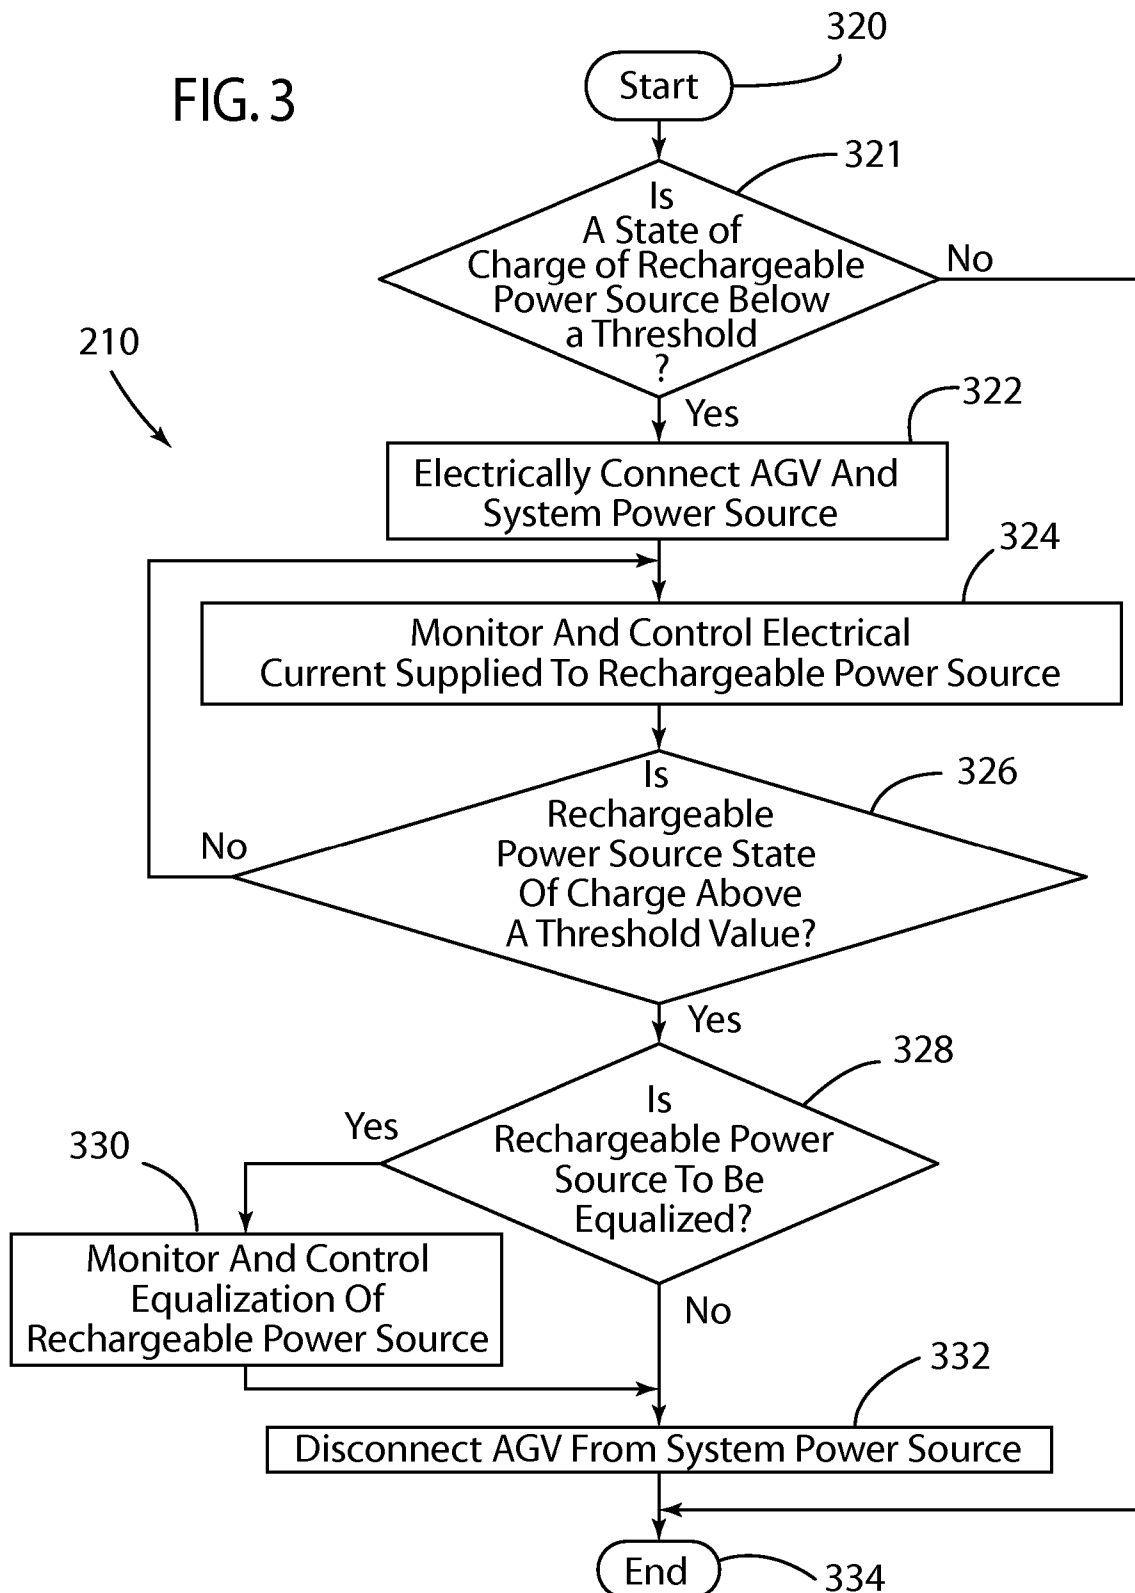 320
FIG. 3
Start
321
Is
A State of
Charge of Rechargeable
Power Source Below
a Threshold
?
No
210
Yes
322
Electrically Connect AGV And
System Power Source
324
Monitor And Control Electrical
Current Supplied To Rechargeable Power Source
326
Is
Rechargeable
Power Source State
Of Charge Above
A Threshold Value?
No
Yes
328
Is
Rechargeable Power
Source To Be
Equalized?
Yes
330
Monitor And Control
Equalization Of
Rechargeable Power Source
No
332
Disconnect AGV From System Power Source
End
334